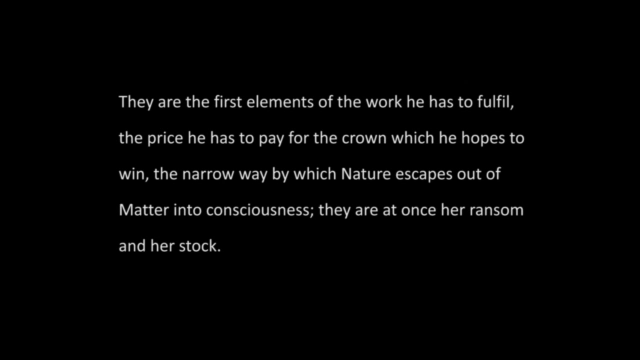 They are the first elements of the work he has to fulfil,
the price he has to pay for the crown which he hopes to
win, the narrow way by which Nature escapes out of
Matter into consciousness; they are at once her ransom
and her stock.